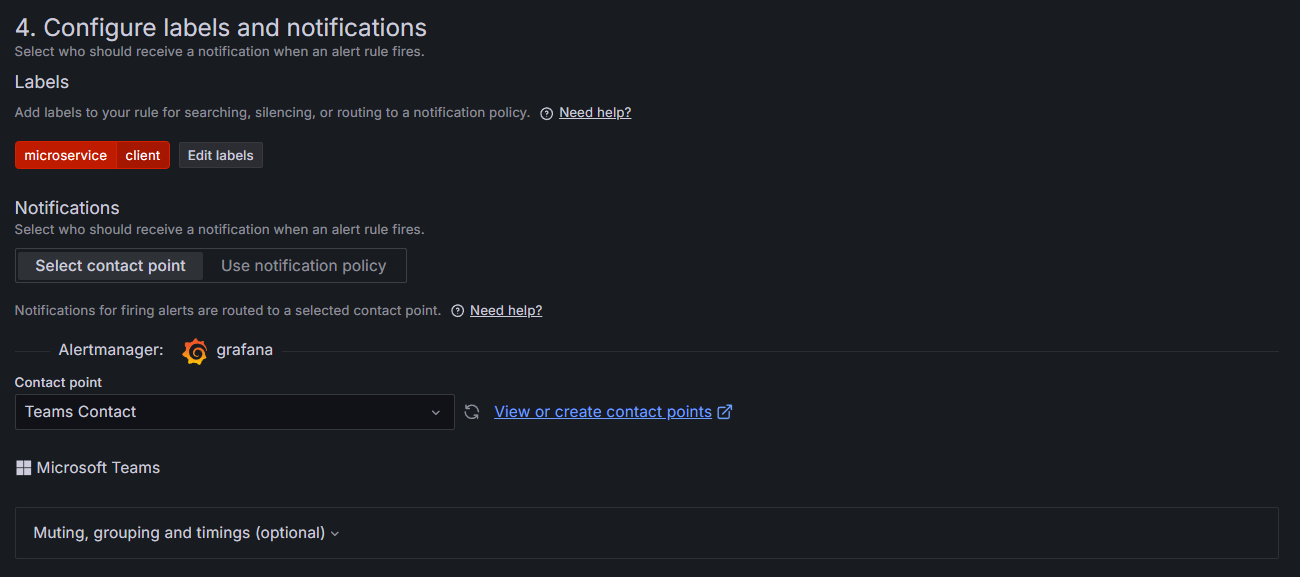 4. Configure labels and notifications
Select who should receive a notification when an alert rule fires.
Labels
Add labels to your rule for searching, silencing, or routing to a notification policy. Need help?
microservice client Edit labels
Notifications
Select who should receive a notification when an alert rule fires.
Select contact point Use notification policy
Notifications for firing alerts are routed to a selected contact point. Need help?
Alertmanager: grafana
Contact point
Teams Contact View or create contact points
Microsoft Teams
Muting, grouping and timings (optional)